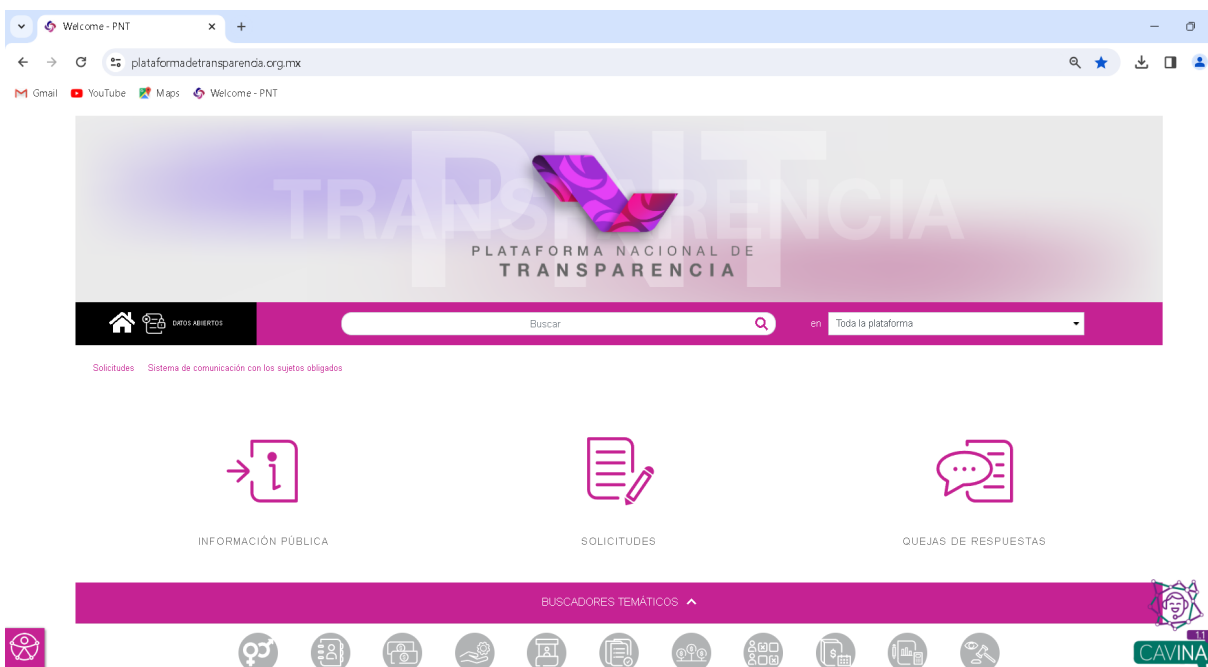 Welcome - PNT
plataformadetransparencia.org.mx
Gmail YouTube Maps Welcome - PNT
PNT
TRANSPARENCIA
PLATAFORMA NACIONAL DE
TRANSPARENCIA
DATOS ABIERTOS Buscar en Toda la plataforma
Solicitudes Sistema de comunicación con los sujetos obligados
INFORMACIÓN PÚBLICA SOLICITUDES QUEJAS DE RESPUESTAS
BUSCADORES TEMÁTICOS
1.1
CAVINA